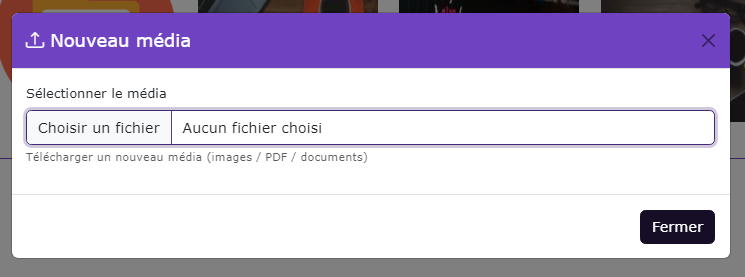 Nouveau média
Sélectionner le média
Choisir un fichier Aucun fichier choisi
Télécharger un nouveau média (images / PDF / documents)
Fermer